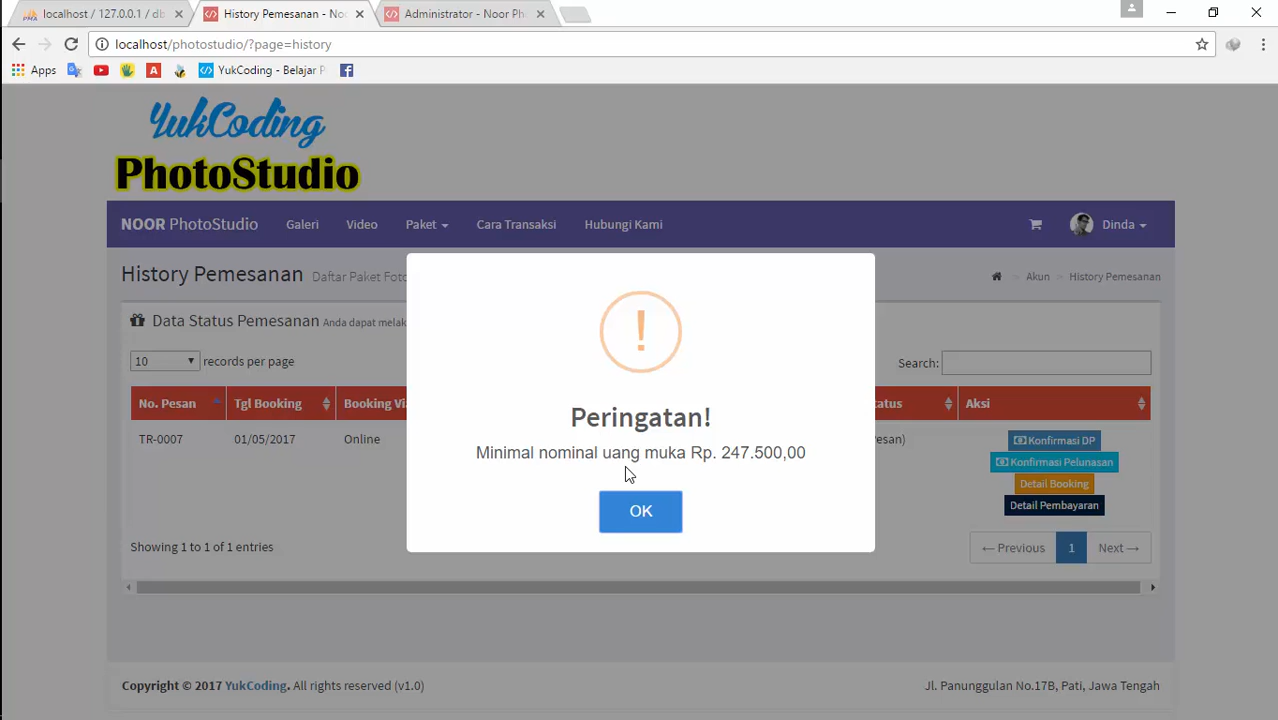 localhost / 127.0.0.1 / db
History Pemesanan - Noo
Administrator - Noor Pho
localhost/photostudio/?page=history
Apps
YukCoding - Belajar P
YukCoding
PhotoStudio
NOOR PhotoStudio Galeri Video Paket Cara Transaksi Hubungi Kami Dinda
History Pemesanan Daftar Paket Foto
Akun > History Pemesanan
Data Status Pemesanan Anda dapat melak
10 records per page
Search:
No. Pesan Tgl Booking Booking Via tatus Aksi
TR-0007 01/05/2017 Online esan)
Konfirmasi DP
Konfirmasi Pelunasan
Detail Booking
Detail Pembayaran
Peringatan!
Minimal nominal uang muka Rp. 247.500,00
OK
Showing 1 to 1 of 1 entries
← Previous 1 Next →
Copyright © 2017 YukCoding. All rights reserved (v1.0)
Jl. Panunggulan No.17B, Pati, Jawa Tengah